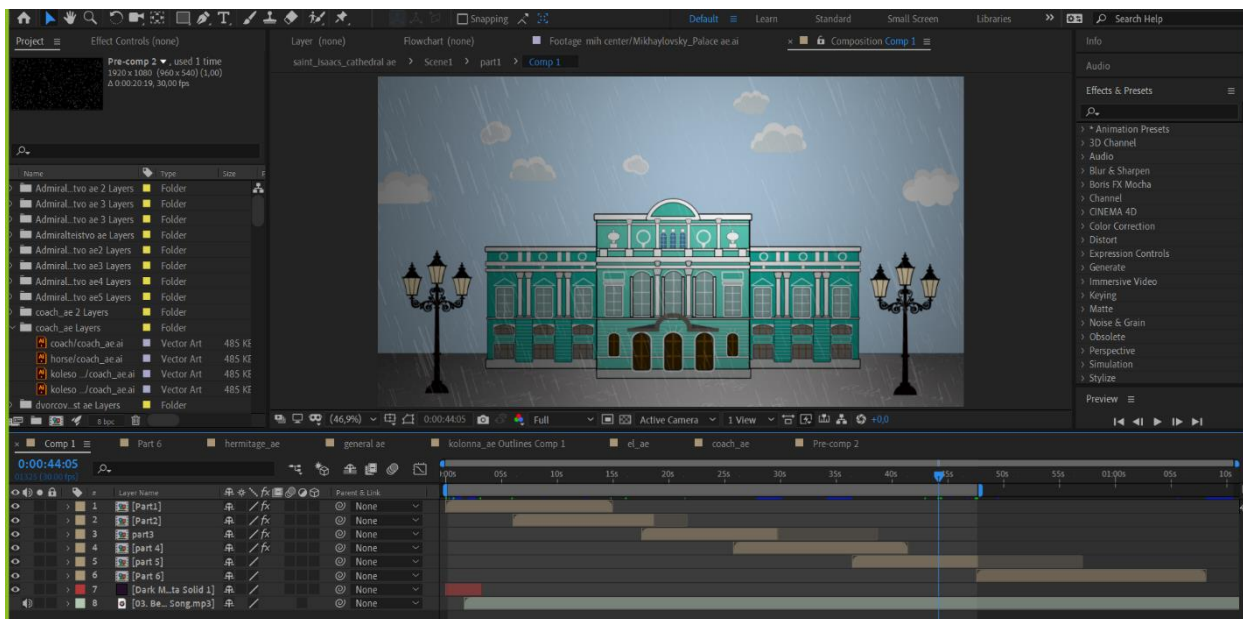 Snapping
Default
Learn
Standard
Small Screen
Libraries
Search Help
Project
Effect Controls (none)
Layer (none)
Flowchart (none)
Footage mih center/Mikhaylovsky_Palace ae.ai
Composition Comp 1
Info
saint_isaacs_cathedral ae > Scene1 > part1 > Comp 1
Pre-comp 2 , used 1 time
1920 x 1080 (960 x 540) (1,00)
Δ 0:00:20:19, 30,00 fps
Audio
Effects & Presets
Name Type Size
Admiral...tvo ae 2 Layers Folder
Admiral...tvo ae 3 Layers Folder
Admiral...tvo ae 3 Layers Folder
Admiralteistvo ae Layers Folder
Admiral...tvo ae2 Layers Folder
Admiral...tvo ae3 Layers Folder
Admiral...tvo ae4 Layers Folder
Admiral...tvo ae5 Layers Folder
coach_ae 2 Layers Folder
coach_ae Layers Folder
coach/coach_ae.ai Vector Art 485 KE
horse/coach_ae.ai Vector Art 485 KE
koleso .../coach_ae.ai Vector Art 485 KE
koleso .../coach_ae.ai Vector Art 485 KE
dvorcov...st ae Layers Folder
8 bpc
* Animation Presets
3D Channel
Audio
Blur & Sharpen
Boris FX Mocha
Channel
CINEMA 4D
Color Correction
Distort
Expression Controls
Generate
Immersive Video
Keying
Matte
Noise & Grain
Obsolete
Perspective
Simulation
Stylize
Preview
(46,9%) 0:00:44:05 Full Active Camera 1 View +0,0
Comp 1
Part 6
hermitage_ae
general ae
kolonna_ae Outlines Comp 1
el_ae
coach_ae
Pre-comp 2
0:00:44:05
01325 (30.00 fps)
05s 10s 15s 20s 25s 30s 35s 40s 45s 50s 55s 01:00s 05s 10s
# Layer Name Parent & Link
1 [Part1] None
2 [Part2] None
3 part3 None
4 [part 4] None
5 [part 5] None
6 [Part 6] None
7 [Dark M...ta Solid 1] None
8 [03. Be... Song.mp3] None